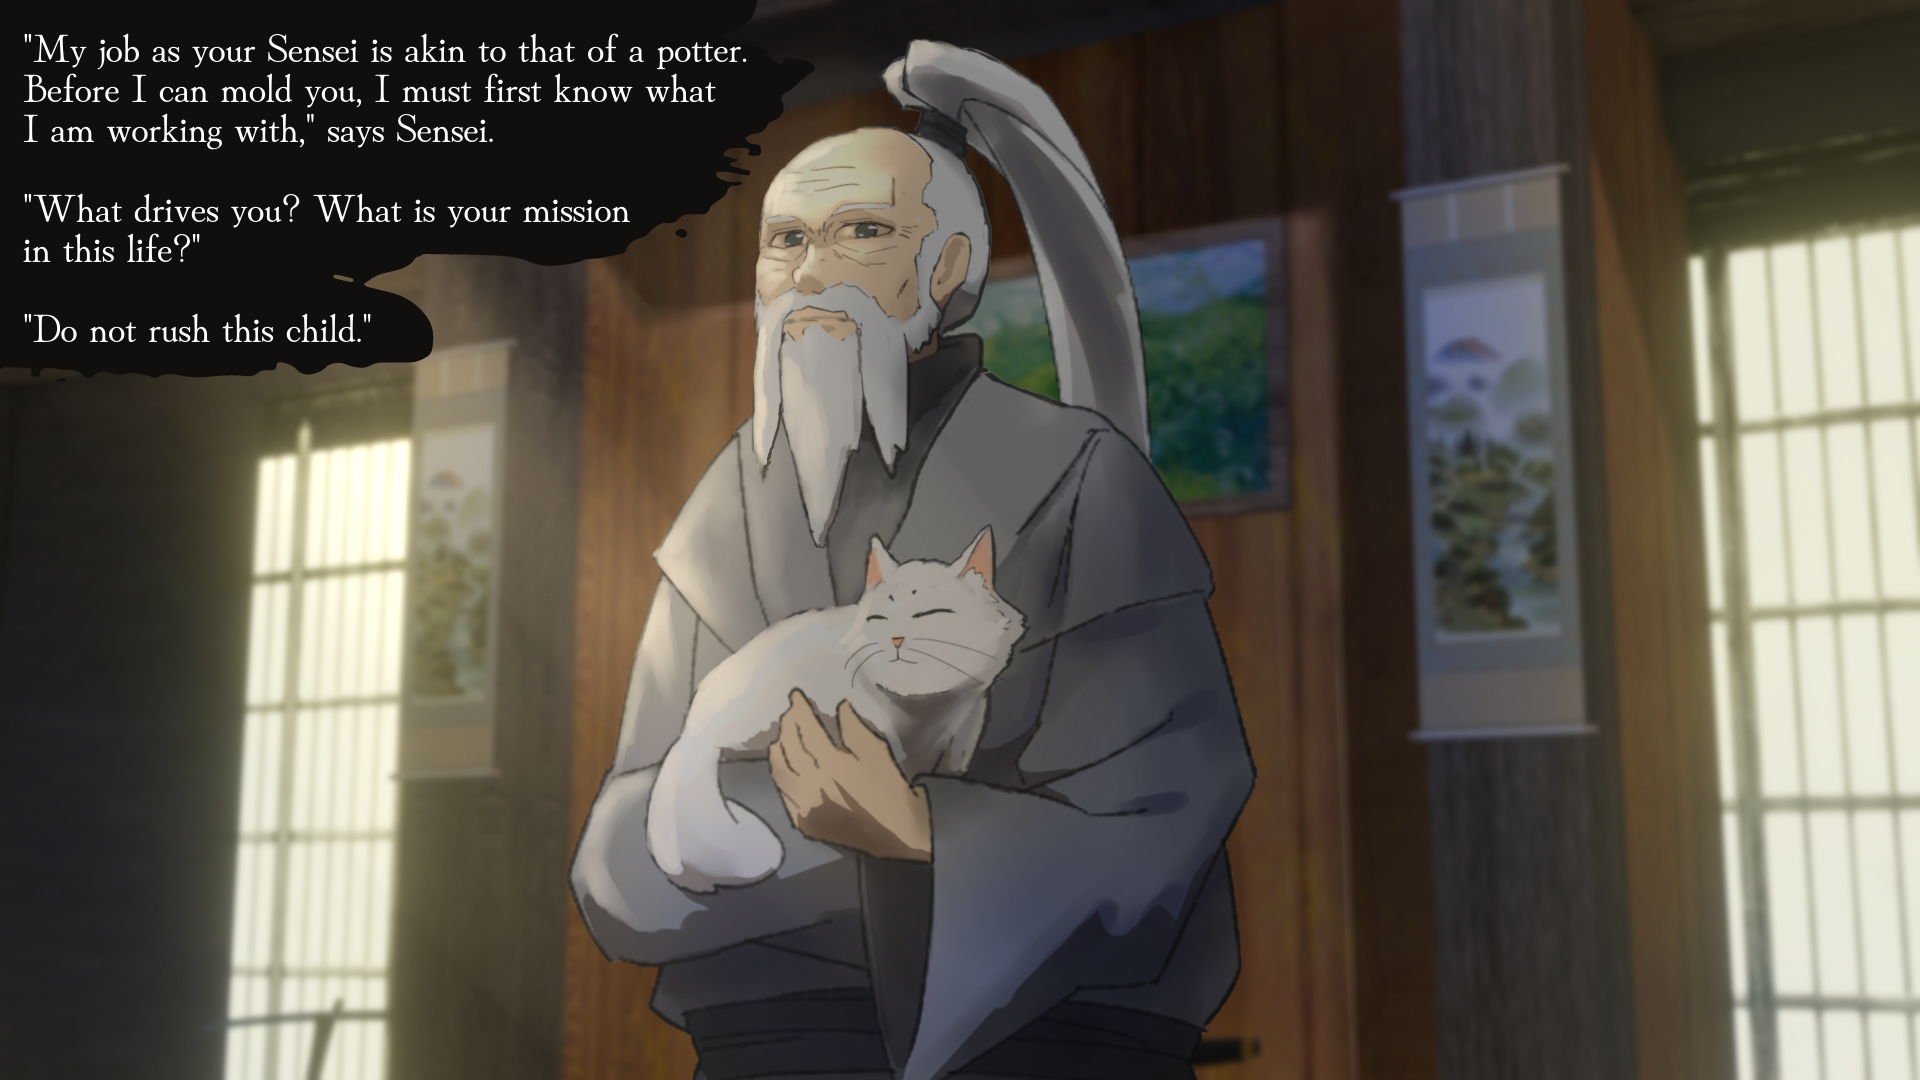 "My job as your Sensei is akin to that of a potter.
Before I can mold you, I must first know what
I am working with," says Sensei.
"What drives you? What is your mission
in this life?"
"Do not rush this child."